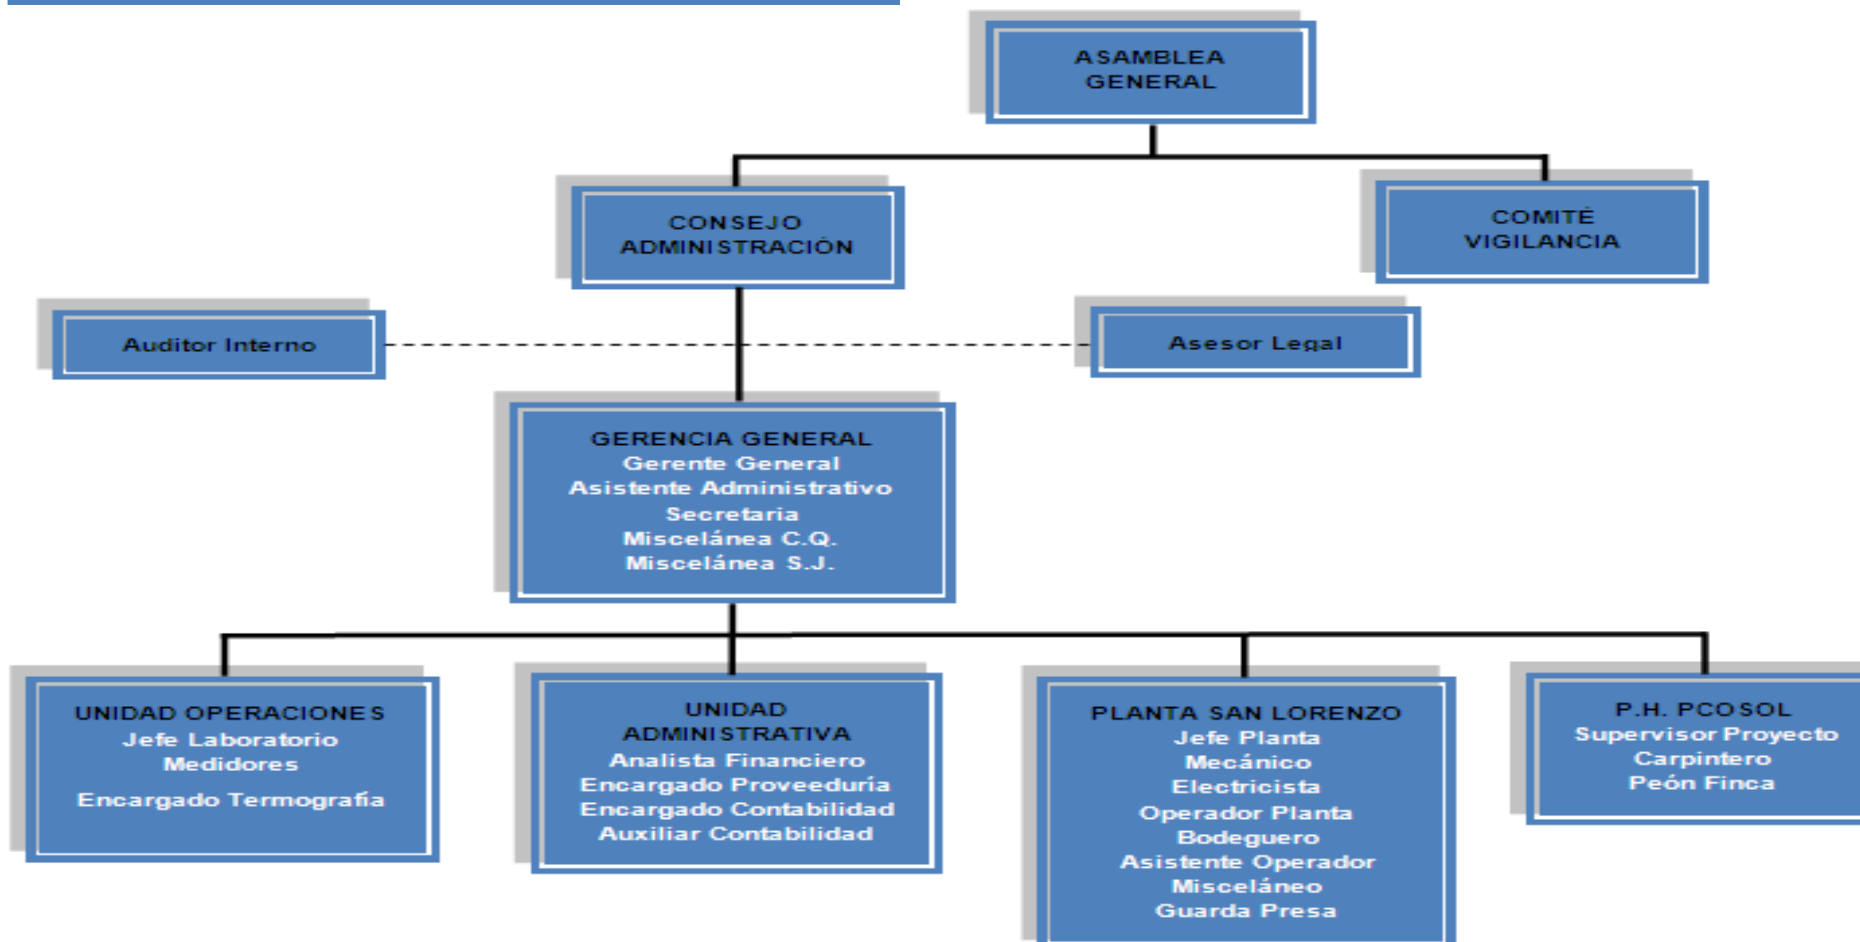 ASAMBLEA
GENERAL
CONSEJO
ADMINISTRACIÓN
COMITÉ
VIGILANCIA
Auditor Interno
Asesor Legal
GERENCIA GENERAL
Gerente General
Asistente Administrativo
Secretaria
Miscelánea C.Q.
Miscelánea S.J.
UNIDAD OPERACIONES
Jefe Laboratorio
Medidores
Encargado Termografía
UNIDAD
ADMINISTRATIVA
Analista Financiero
Encargado Proveeduría
Encargado Contabilidad
Auxiliar Contabilidad
PLANTA SAN LORENZO
Jefe Planta
Mecánico
Electricista
Operador Planta
Bodeguero
Asistente Operador
Misceláneo
Guarda Presa
P.H. PCOSOL
Supervisor Proyecto
Carpintero
Peón Finca